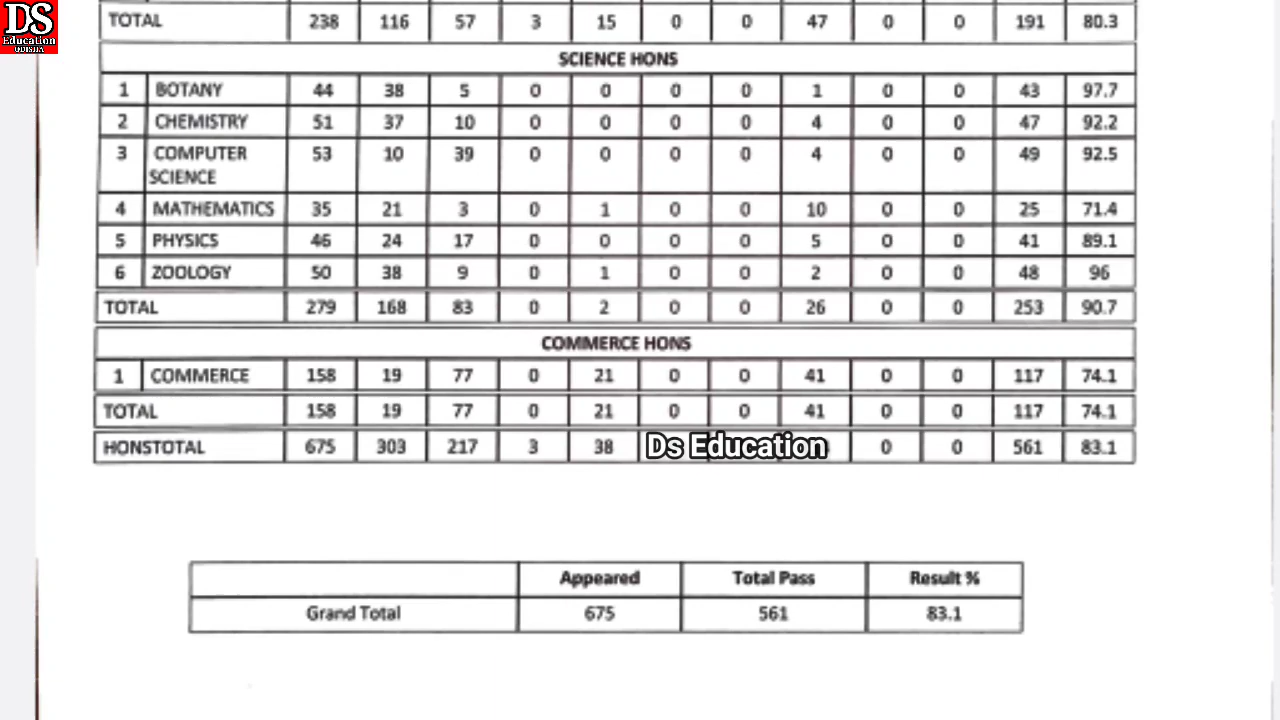 DS
Education
ODISHA
TOTAL 238 116 57 3 15 0 0 47 0 0 191 80.3
SCIENCE HONS
1 BOTANY 44 38 5 0 0 0 0 1 0 0 43 97.7
2 CHEMISTRY 51 37 10 0 0 0 0 4 0 0 47 92.2
3 COMPUTER 53 10 39 0 0 0 0 4 0 0 49 92.5
SCIENCE
4 MATHEMATICS 35 21 3 0 1 0 0 10 0 0 25 71.4
5 PHYSICS 46 24 17 0 0 0 0 5 0 0 41 89.1
6 ZOOLOGY 50 38 9 0 1 0 0 2 0 0 48 96
TOTAL 279 168 83 0 2 0 0 26 0 0 253 90.7
COMMERCE HONS
1 COMMERCE 158 19 77 0 21 0 0 41 0 0 117 74.1
TOTAL 158 19 77 0 21 0 0 41 0 0 117 74.1
HONSTOTAL 675 303 217 3 38 Ds Education 0 0 561 83.1
Appeared Total Pass Result %
Grand Total 675 561 83.1